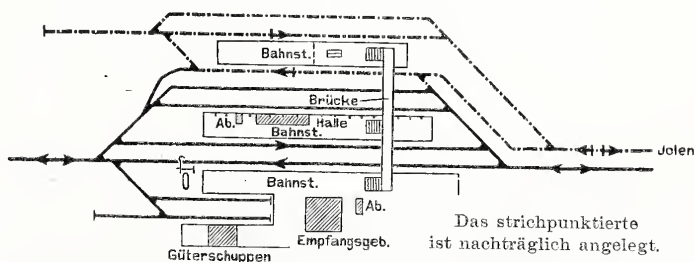 Bahnst.
Brücke
Ab.
Halle
Bahnst.
Jolen
Bahnst.
Ab.
Empfangsgeb.
Güterschuppen
Das strichpunktierte
ist nachträglich angelegt.